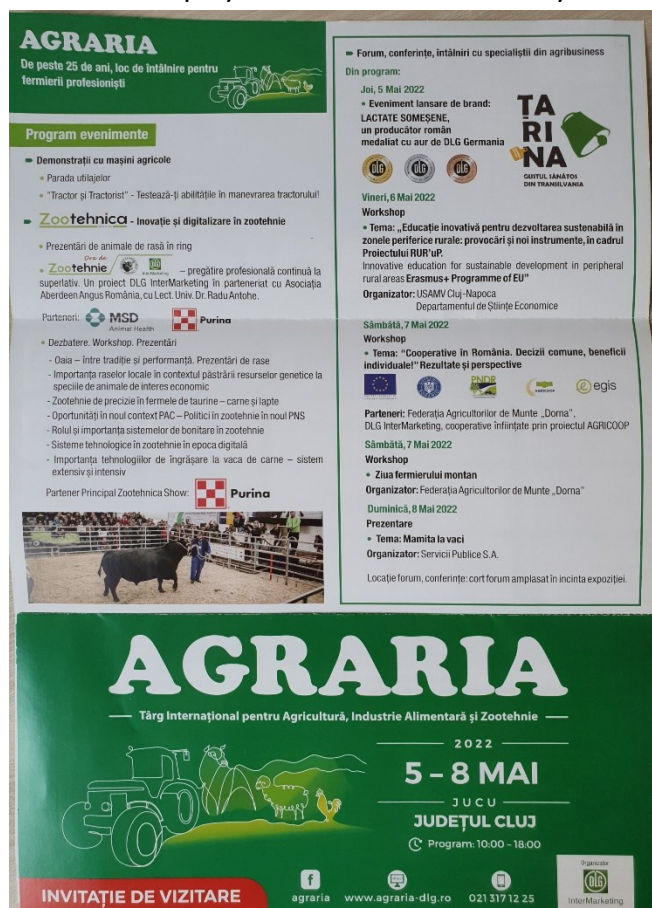 AGRARIA
De peste 25 de ani, loc de întâlnire pentru
fermierii profesioniști
Program evenimente
Demonstrații cu mașini agricole
• Parada utilajelor
• "Tractor și Tractorist" - Testează-ți abilitățile în manevrarea tractorului!
Zootehnica - Inovație și digitalizare în zootehnie
• Prezentări de animale de rasă în ring
• Ora de Zootehnie / DLG InterMarketing – pregătire profesională continuă la
superlativ. Un proiect DLG InterMarketing în parteneriat cu Asociația
Aberdeen Angus România, cu Lect. Univ. Dr. Radu Antohe.
Parteneri: MSD Animal Health Purina
• Dezbatere. Workshop. Prezentări
- Oaia – între tradiție și performanță. Prezentări de rase
- Importanța raselor locale în contextul păstrării resurselor genetice la
speciile de animale de interes economic
- Zootehnie de precizie în fermele de taurine – carne și lapte
- Oportunități în noul context PAC – Politici în zootehnie în noul PNS
- Rolul și importanța sistemelor de bonitare în zootehnie
- Sisteme tehnologice în zootehnie în epoca digitală
- Importanța tehnologiilor de îngrășare la vaca de carne – sistem
extensiv și intensiv
Partener Principal Zootehnica Show: Purina
Forum, conferințe, întâlniri cu specialiștii din agribusiness
Din program:
Joi, 5 Mai 2022
• Eveniment lansare de brand:
LACTATE SOMEȘENE,
un producător român
medaliat cu aur de DLG Germania
DLG DLG DLG
ȚA
RI
NA
GUSTUL SĂNĂTOS
DIN TRANSILVANIA
Vineri, 6 Mai 2022
Workshop
• Tema: „Educație inovativă pentru dezvoltarea sustenabilă în
zonele periferice rurale: provocări și noi instrumente, în cadrul
Proiectului RUR'uP.
Innovative education for sustainable development in peripheral
rural areas Erasmus+ Programme of EU"
Organizator: USAMV Cluj-Napoca
Departamentul de Științe Economice
Sâmbătă, 7 Mai 2022
Workshop
• Tema: "Cooperative în România. Decizii comune, beneficii
individuale!" Rezultate și perspective
PNDR egis
Parteneri: Federația Agricultorilor de Munte „Dorna",
DLG InterMarketing, cooperative înființate prin proiectul AGRICOOP
Sâmbătă, 7 Mai 2022
Workshop
• Ziua fermierului montan
Organizator: Federația Agricultorilor de Munte „Dorna"
Duminică, 8 Mai 2022
Prezentare
• Tema: Mamita la vaci
Organizator: Servicii Publice S.A.
Locație forum, conferințe: cort forum amplasat în incinta expoziției.
AGRARIA
Târg Internațional pentru Agricultură, Industrie Alimentară și Zootehnie
2022
5 – 8 MAI
JUCU
JUDEȚUL CLUJ
Program: 10:00 - 18:00
INVITAȚIE DE VIZITARE
agraria
www.agraria-dlg.ro
021 317 12 25
Organizator
DLG
InterMarketing